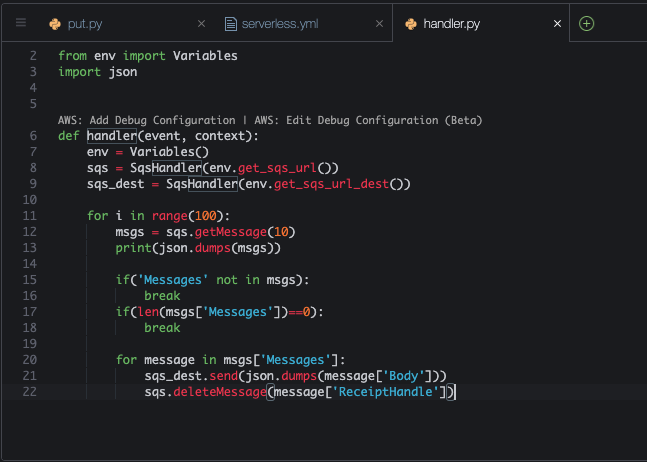 put.py × serverless.yml × handler.py ×
2 from env import Variables
3 import json
4
5
AWS: Add Debug Configuration | AWS: Edit Debug Configuration (Beta)
6 def handler(event, context):
7     env = Variables()
8     sqs = SqsHandler(env.get_sqs_url())
9     sqs_dest = SqsHandler(env.get_sqs_url_dest())
10
11     for i in range(100):
12         msgs = sqs.getMessage(10)
13         print(json.dumps(msgs))
14
15         if('Messages' not in msgs):
16             break
17         if(len(msgs['Messages'])==0):
18             break
19
20         for message in msgs['Messages']:
21             sqs_dest.send(json.dumps(message['Body']))
22             sqs.deleteMessage(message['ReceiptHandle'])